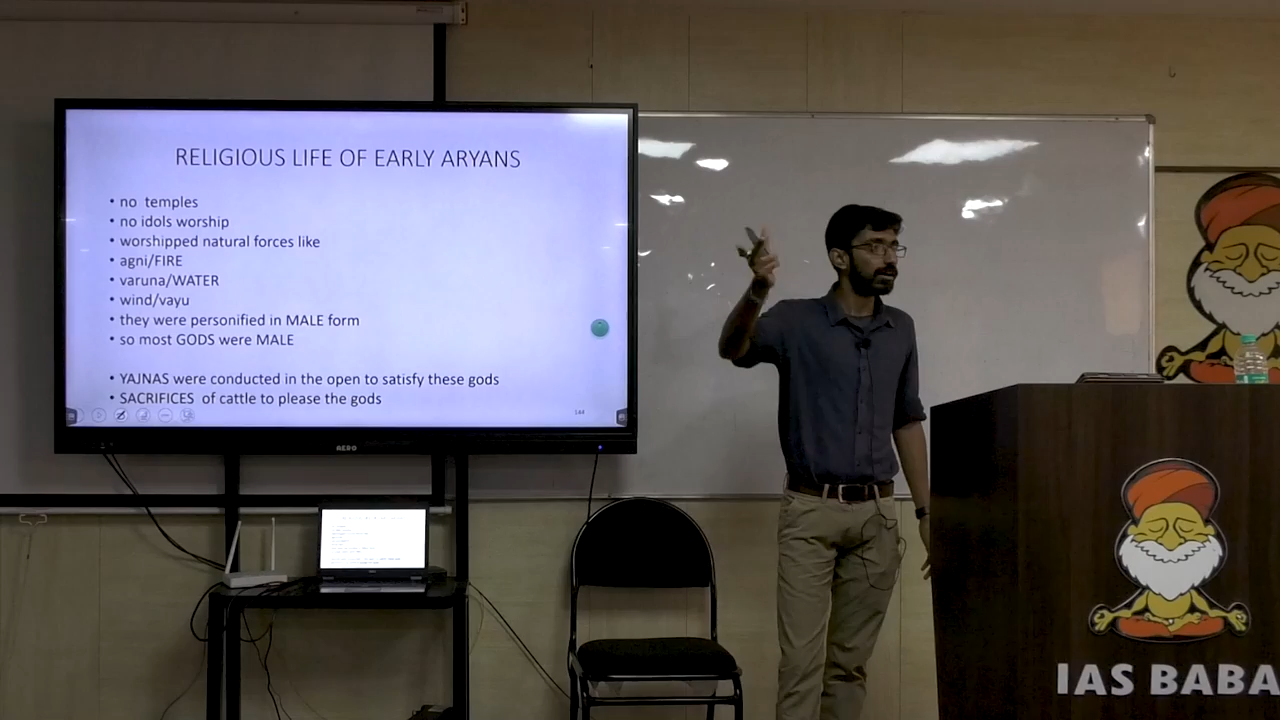 RELIGIOUS LIFE OF EARLY ARYANS
• no temples
• no idols worship
• worshipped natural forces like
• agni/FIRE
• varuna/WATER
• wind/vayu
• they were personified in MALE form
• so most GODS were MALE
• YAJNAS were conducted in the open to satisfy these gods
• SACRIFICES of cattle to please the gods
144
AERO
IAS BABA